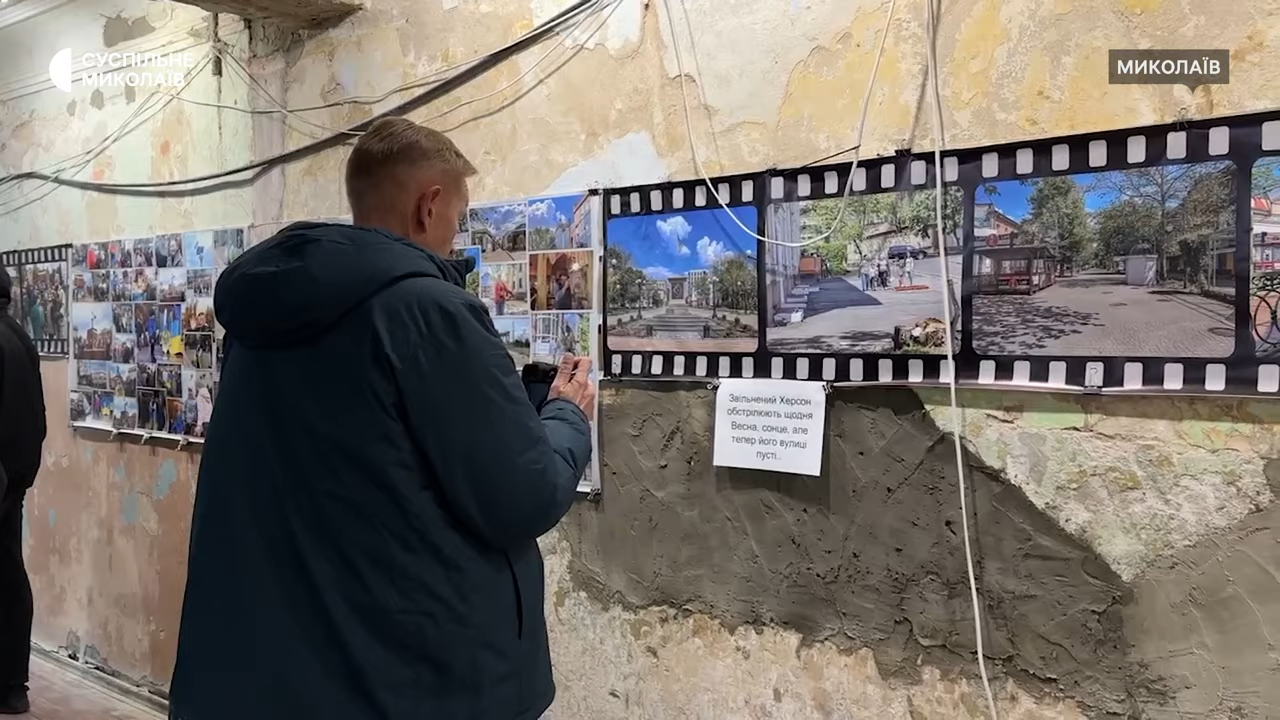 СУСПІЛЬНЕ
МИКОЛАЇВ
МИКОЛАЇВ
Звільнений Херсон
обстрілюють щодня
Весна, сонце, але
тепер його вулиці
пусті..